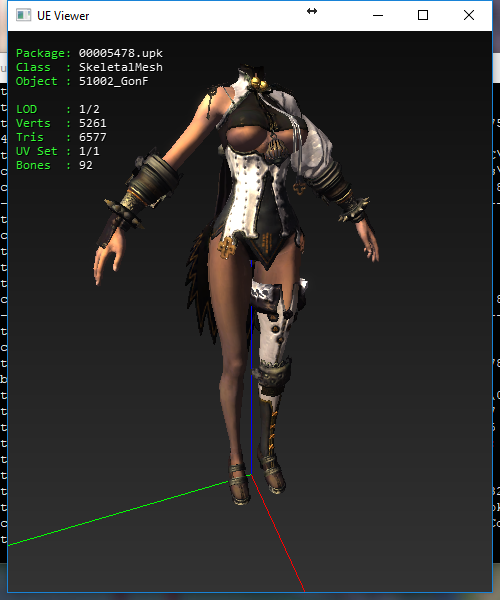 UE Viewer
Package: 00005478.upk
Class : SkeletalMesh
Object : 51002_GonF
LOD : 1/2
Verts : 5261
Tris : 6577
UV Set : 1/1
Bones : 92